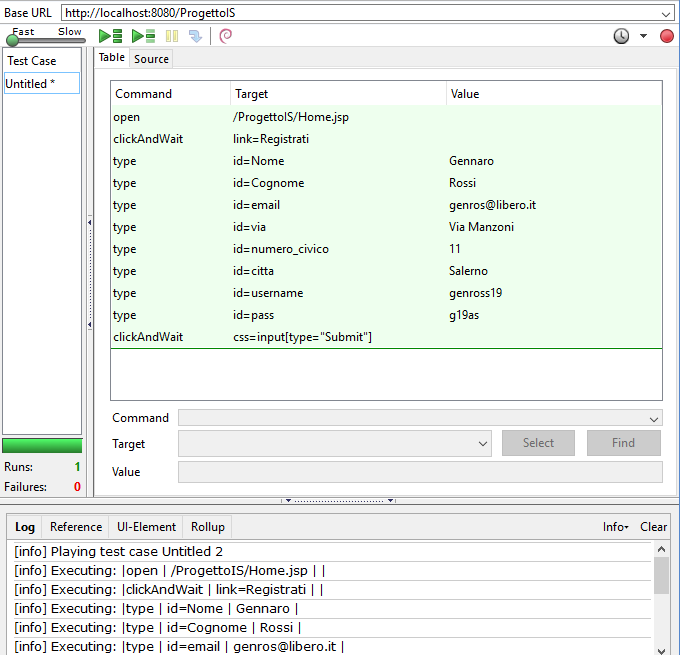 Base URL http://localhost:8080/ProgettoIS
Fast Slow
Test Case
Untitled *
Table Source
Command Target Value
open /ProgettoIS/Home.jsp
clickAndWait link=Registrati
type id=Nome Gennaro
type id=Cognome Rossi
type id=email genros@libero.it
type id=via Via Manzoni
type id=numero_civico 11
type id=citta Salerno
type id=username genross19
type id=pass g19as
clickAndWait css=input[type="Submit"]
Command
Target Select Find
Value
Runs: 1
Failures: 0
Log Reference UI-Element Rollup Info Clear
[info] Playing test case Untitled 2
[info] Executing: |open | /ProgettoIS/Home.jsp | |
[info] Executing: |clickAndWait | link=Registrati | |
[info] Executing: |type | id=Nome | Gennaro |
[info] Executing: |type | id=Cognome | Rossi |
[info] Executing: |type | id=email | genros@libero.it |